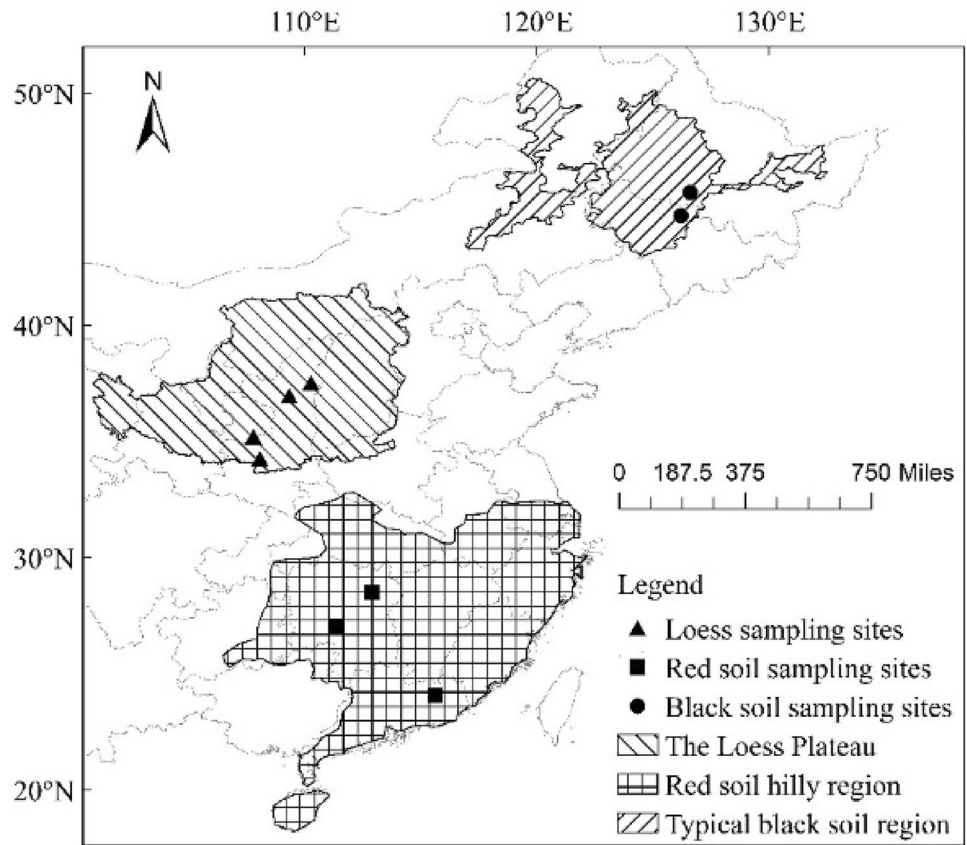 110°E 120°E 130°E
N
50°N
40°N
30°N
20°N
0 187.5 375 750 Miles
Legend
Loess sampling sites
Red soil sampling sites
Black soil sampling sites
The Loess Plateau
Red soil hilly region
Typical black soil region